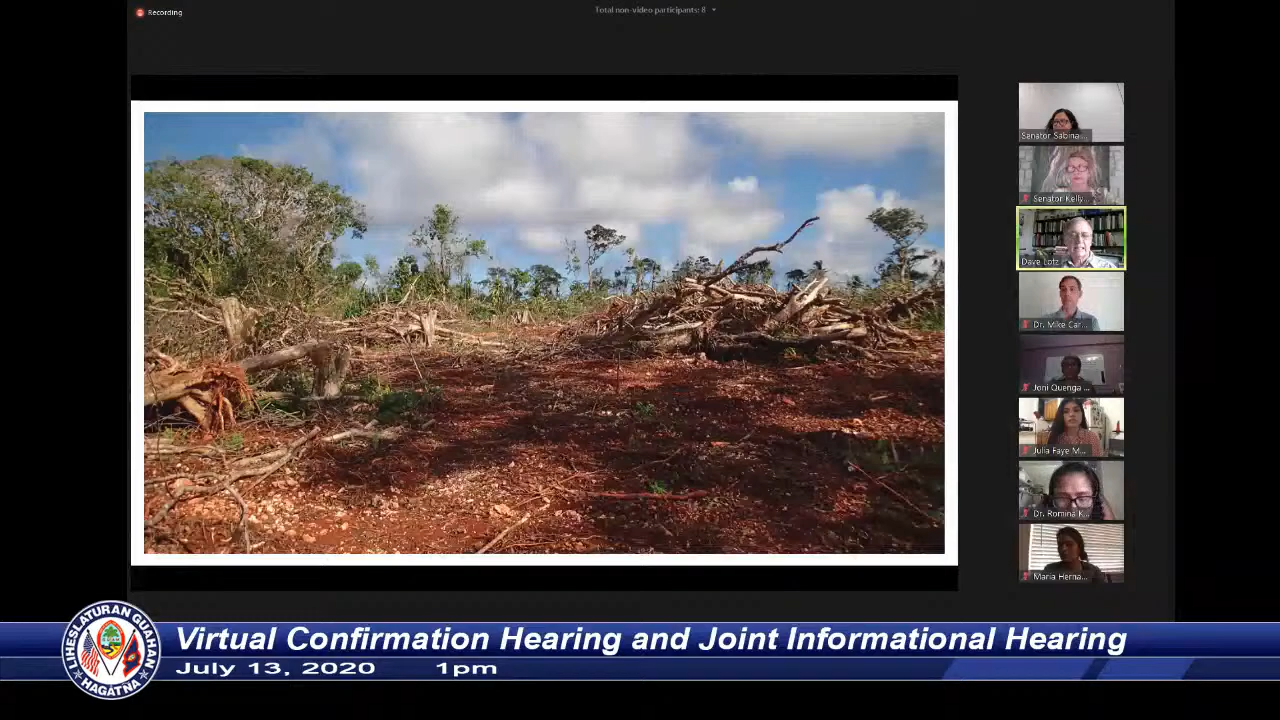 Recording
Total non-video participants: 8
Senator Sabina ...
Senator Kelly...
Dave Lotz
Dr. Mike Car...
Joni Quenga ...
Julia Faye M...
Dr. Romina K...
Maria Herna...
Virtual Confirmation Hearing and Joint Informational Hearing
July 13, 2020 1pm
LIHESLATURAN GUÅHAN
HAGÅTÑA